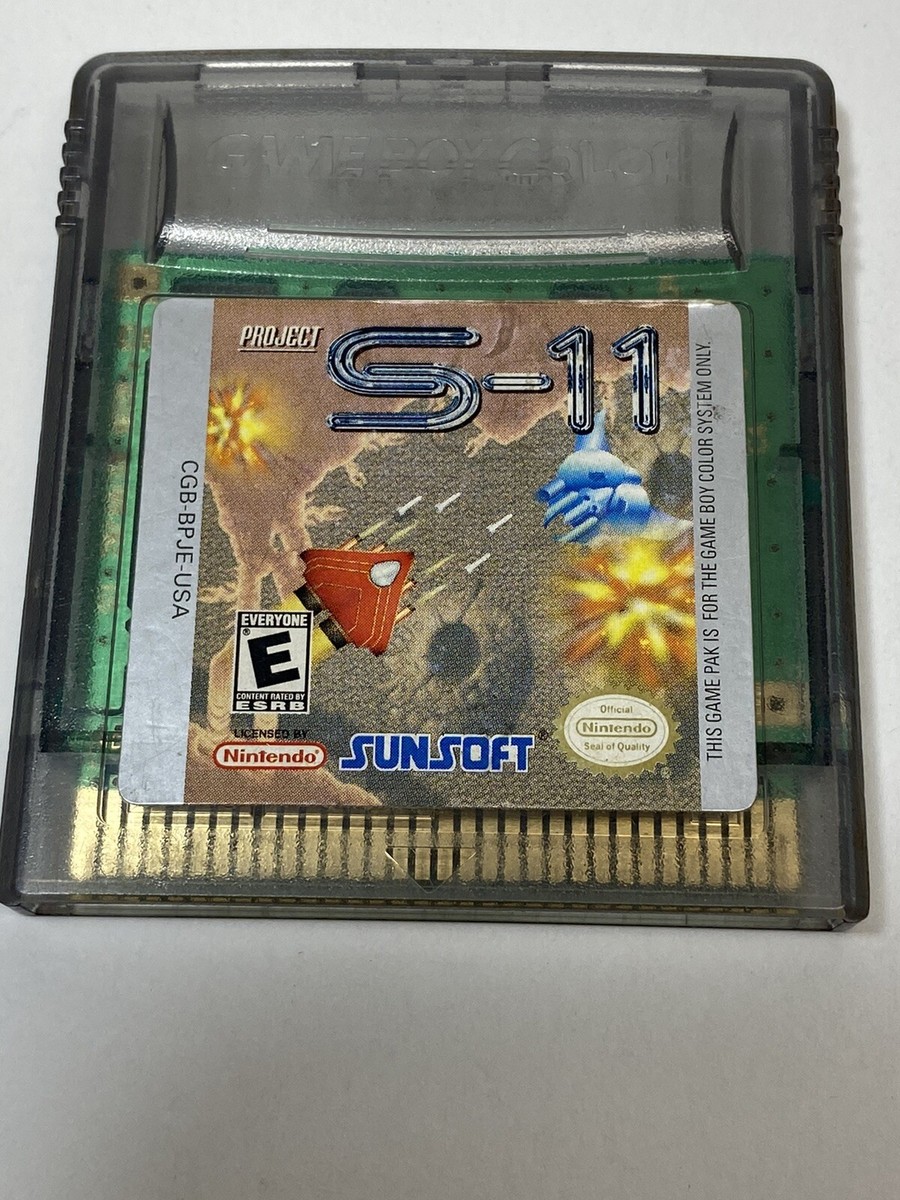 GAME BOY COLOR
PROJECT
S-11
CGB-BPJE-USA
THIS GAME PAK IS FOR THE GAME BOY COLOR SYSTEM ONLY.
EVERYONE
E
®
CONTENT RATED BY
ESRB
LICENSED BY
Nintendo®
SUNSOFT®
Official
Nintendo
Seal of Quality
®